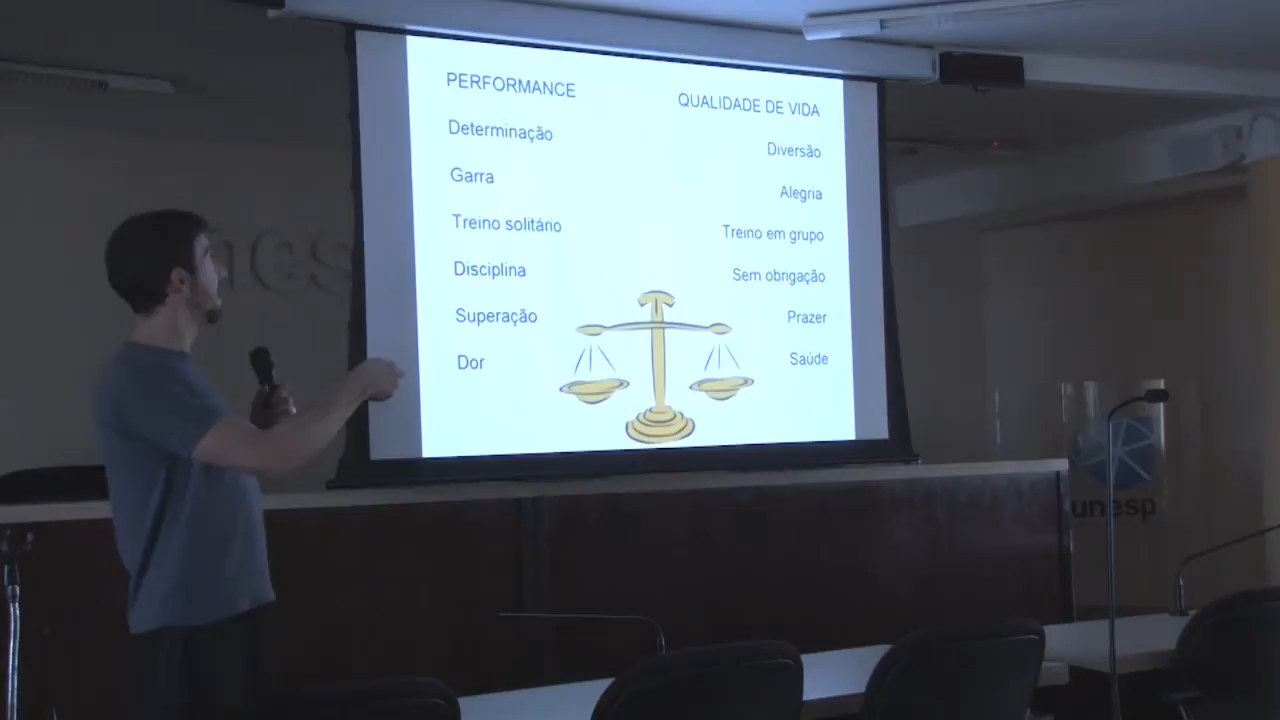 PERFORMANCE
Determinação
Garra
Treino solitário
Disciplina
Superação
Dor
QUALIDADE DE VIDA
Diversão
Alegria
Treino em grupo
Sem obrigação
Prazer
Saúde
unesp